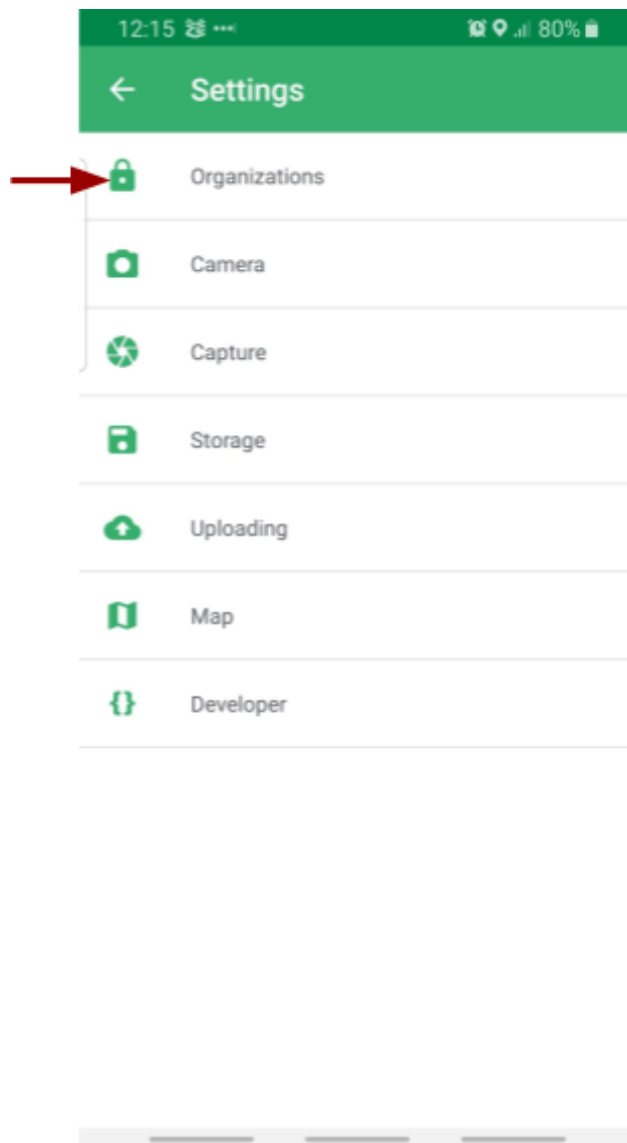 12:15 80%
Settings
Organizations
Camera
Capture
Storage
Uploading
Map
{} Developer